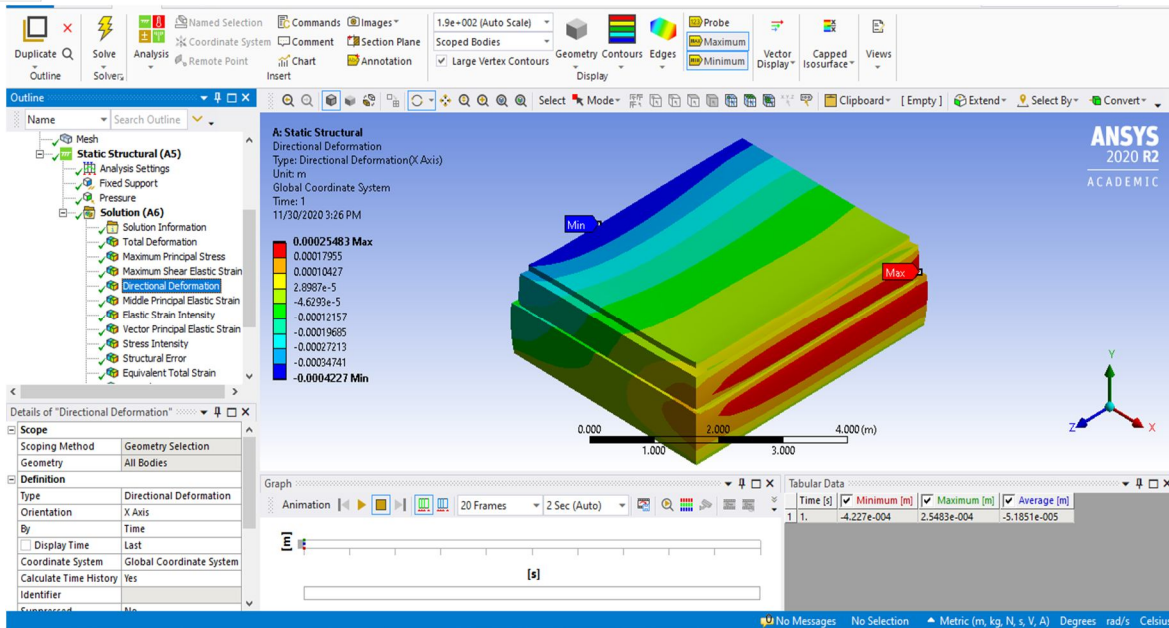 Duplicate Q
Outline
Solve
Solver
Analysis
Named Selection
Coordinate System
Remote Point
Commands
Comment
Chart
Images
Section Plane
Annotation
Insert
1.9e+002 (Auto Scale)
Scoped Bodies
Large Vertex Contours
Geometry
Contours
Edges
Display
Probe
Maximum
Minimum
Vector Display
Capped Isosurface
Views
Outline
Name
Search Outline
Mesh
Static Structural (A5)
Analysis Settings
Fixed Support
Pressure
Solution (A6)
Solution Information
Total Deformation
Maximum Principal Stress
Maximum Shear Elastic Strain
Directional Deformation
Middle Principal Elastic Strain
Elastic Strain Intensity
Vector Principal Elastic Strain
Stress Intensity
Structural Error
Equivalent Total Strain
Details of "Directional Deformation"
Scope
Scoping Method Geometry Selection
Geometry All Bodies
Definition
Type Directional Deformation
Orientation X Axis
By Time
Display Time Last
Coordinate System Global Coordinate System
Calculate Time History Yes
Identifier
Suppressed No
Select Mode
Clipboard [ Empty ] Extend Select By Convert
A: Static Structural
Directional Deformation
Type: Directional Deformation(X Axis)
Unit: m
Global Coordinate System
Time: 1
11/30/2020 3:26 PM
0.00025483 Max
0.00017955
0.00010427
2.8987e-5
-4.6293e-5
-0.00012157
-0.00019685
-0.00027213
-0.00034741
-0.0004227 Min
Min
Max
ANSYS
2020 R2
ACADEMIC
0.000 2.000 4.000 (m)
1.000 3.000
Y
Z X
Graph
Animation 20 Frames 2 Sec (Auto)
[m]
[s]
Tabular Data
Time [s] Minimum [m] Maximum [m] Average [m]
1 1. -4.227e-004 2.5483e-004 -5.1851e-005
No Messages No Selection Metric (m, kg, N, s, V, A) Degrees rad/s Celsiu